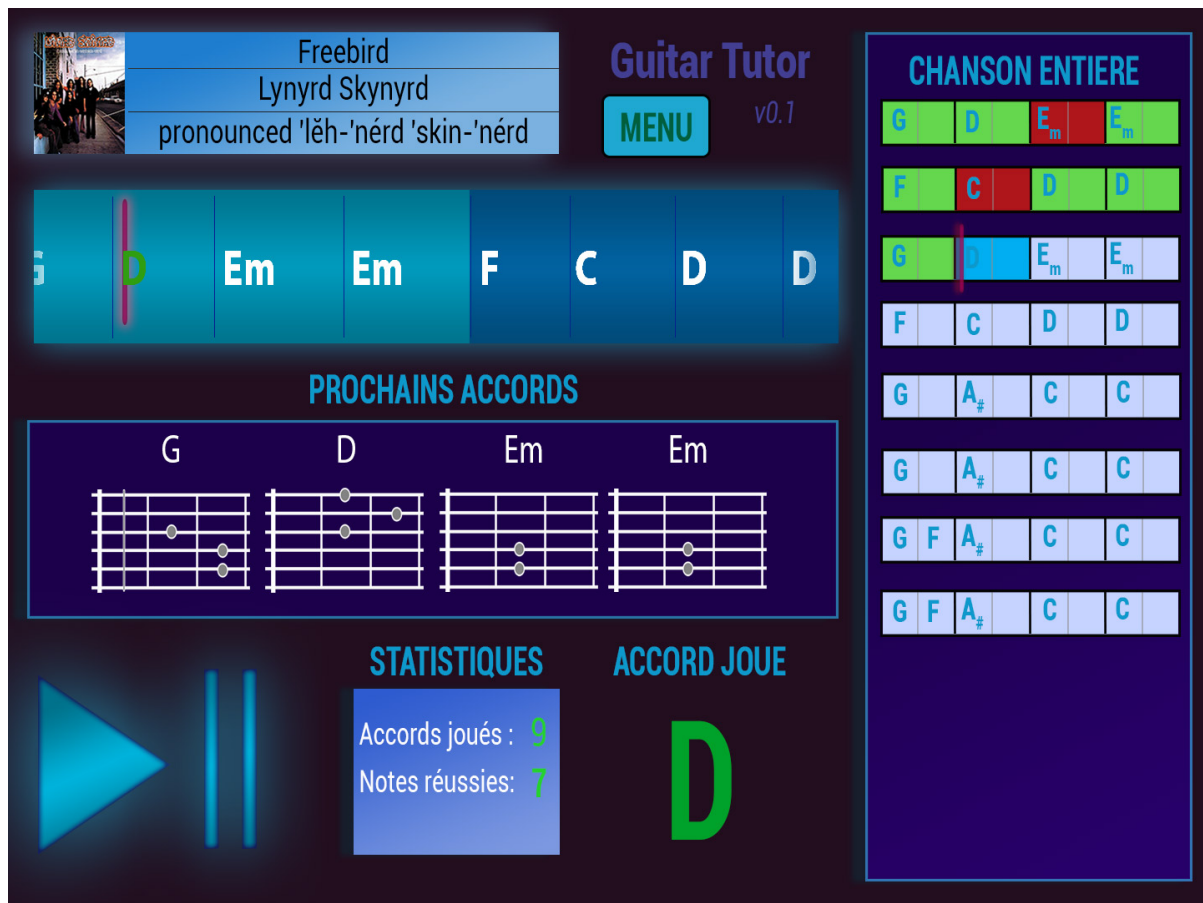 Freebird
Lynyrd Skynyrd
pronounced 'lĕh-'nérd 'skin-'nérd
Guitar Tutor
v0.1
MENU
G D Em Em F C D D
PROCHAINS ACCORDS
G D Em Em
STATISTIQUES
Accords joués : 9
Notes réussies: 7
ACCORD JOUE
D
CHANSON ENTIERE
G D Em Em
F C D D
G D Em Em
F C D D
G A# C C
G A# C C
G F A# C C
G F A# C C